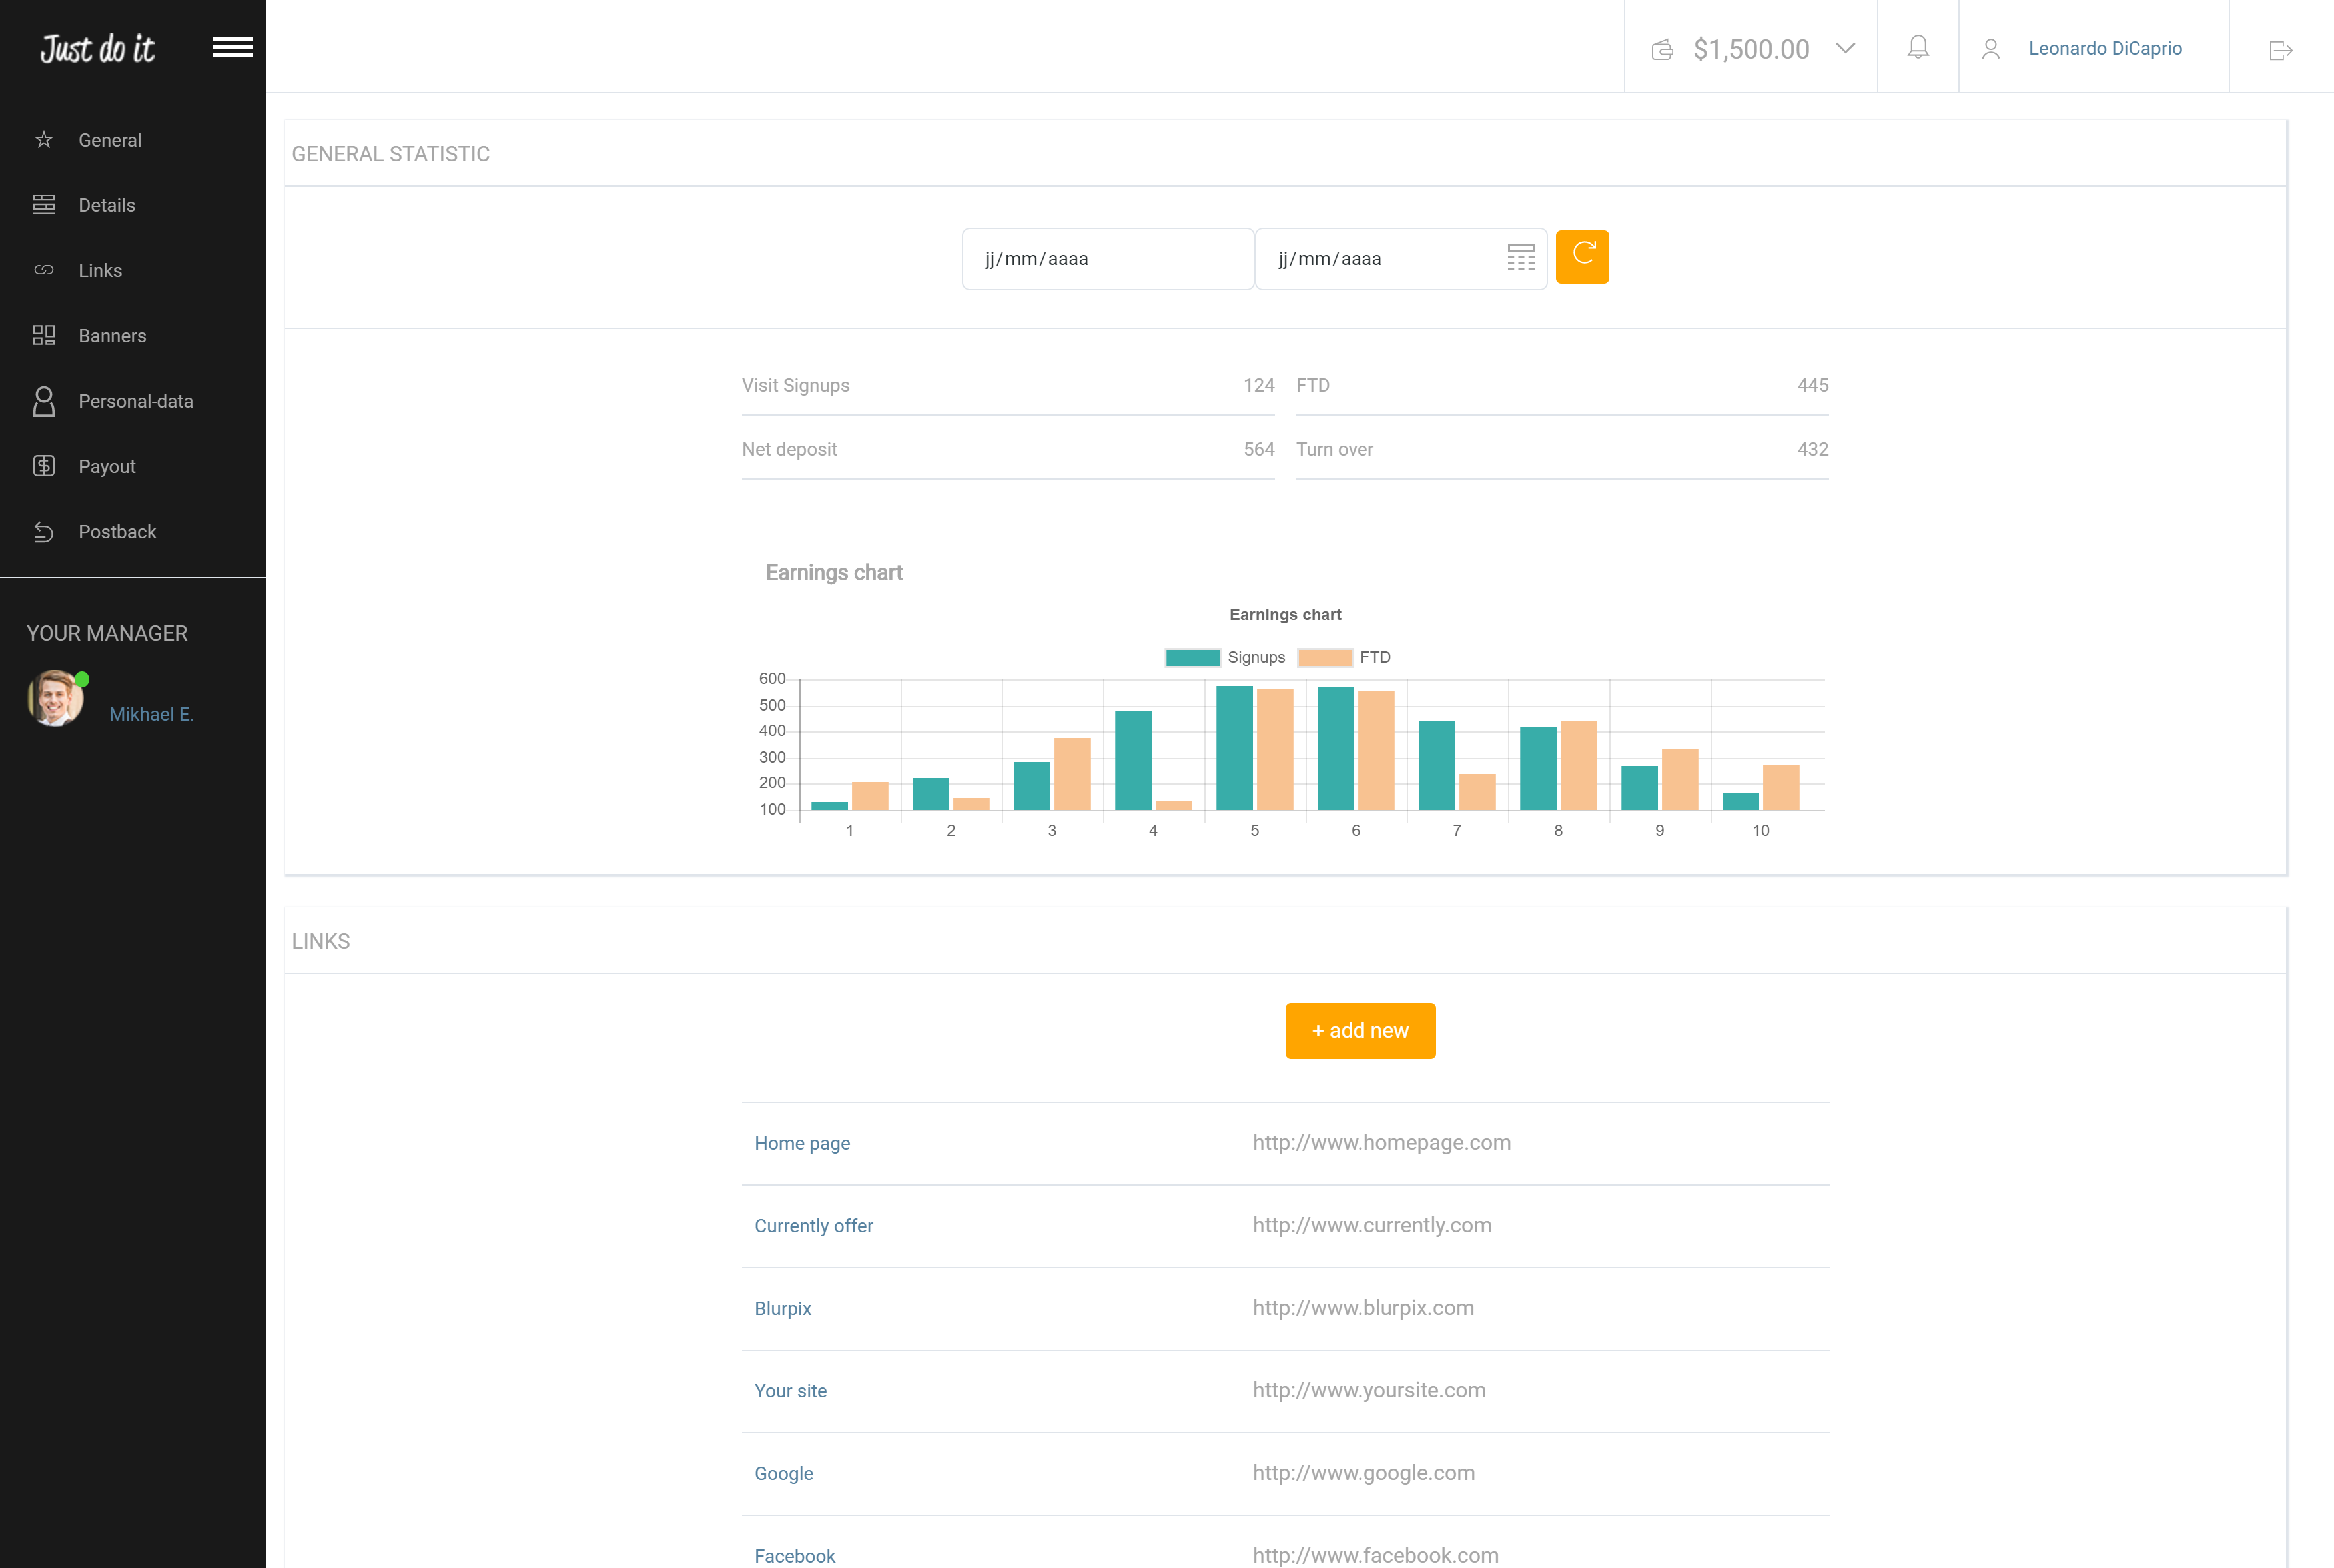 Just do it
$1,500.00
Leonardo DiCaprio
General
Details
Links
Banners
Personal-data
Payout
Postback
YOUR MANAGER
Mikhael E.
GENERAL STATISTIC
jj/mm/aaaa jj/mm/aaaa
Visit Signups 124 FTD 445
Net deposit 564 Turn over 432
Earnings chart
Earnings chart
Signups FTD
600
500
400
300
200
100
1 2 3 4 5 6 7 8 9 10
LINKS
+ add new
Home page http://www.homepage.com
Currently offer http://www.currently.com
Blurpix http://www.blurpix.com
Your site http://www.yoursite.com
Google http://www.google.com
Facebook http://www.facebook.com